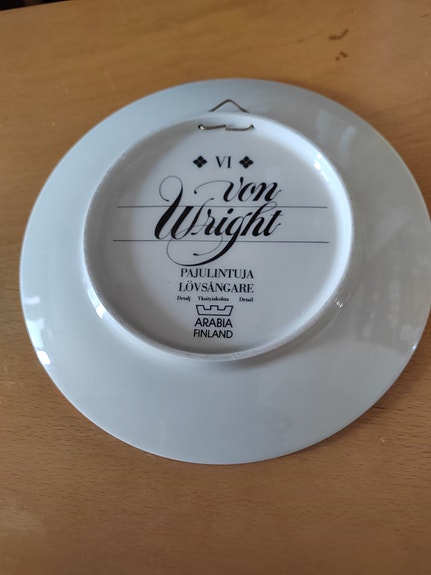 VI
von
Wright
PAJULINTUJA
LÖVSÅNGARE
Detalj Yksityiskohta Detail
ARABIA
FINLAND